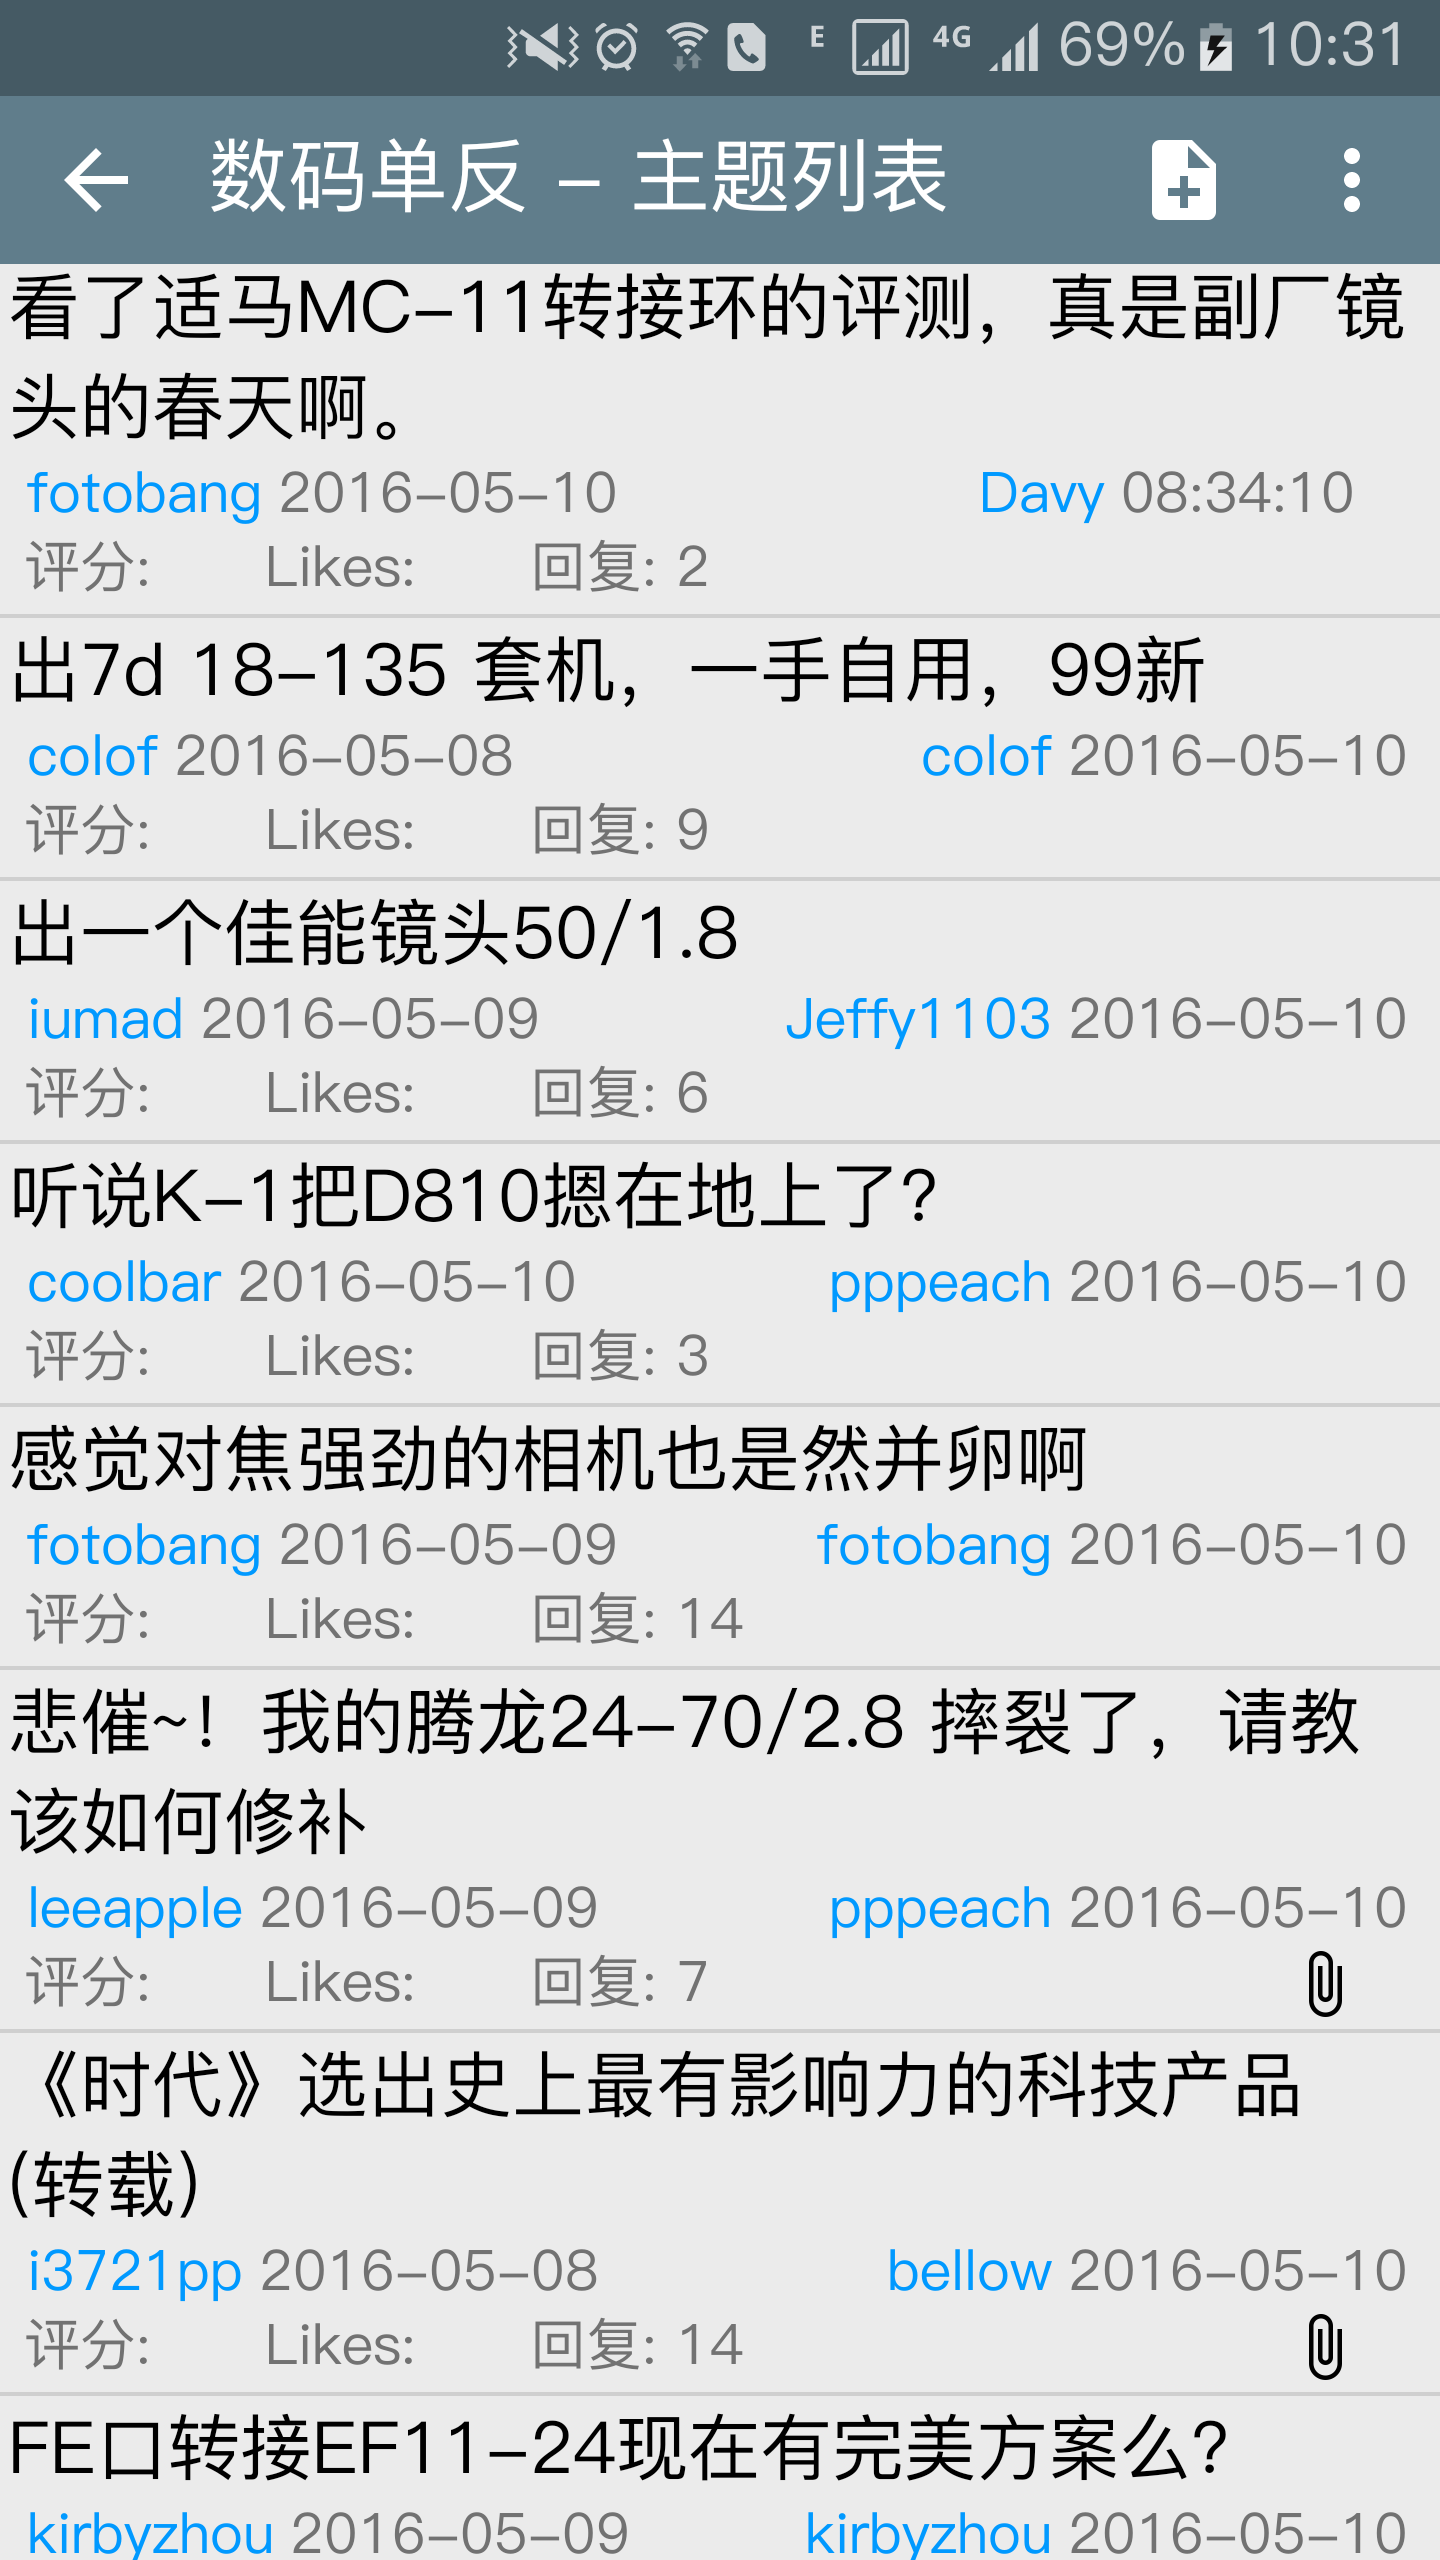 E 4G 69% 10:31
数码单反 - 主题列表
看了适马MC-11转接环的评测，真是副厂镜
头的春天啊。
fotobang 2016-05-10 Davy 08:34:10
评分: Likes: 回复: 2
出7d 18-135 套机，一手自用，99新
colof 2016-05-08 colof 2016-05-10
评分: Likes: 回复: 9
出一个佳能镜头50/1.8
iumad 2016-05-09 Jeffy1103 2016-05-10
评分: Likes: 回复: 6
听说K-1把D810摁在地上了?
coolbar 2016-05-10 pppeach 2016-05-10
评分: Likes: 回复: 3
感觉对焦强劲的相机也是然并卵啊
fotobang 2016-05-09 fotobang 2016-05-10
评分: Likes: 回复: 14
悲催~！我的腾龙24-70/2.8 摔裂了，请教
该如何修补
leeapple 2016-05-09 pppeach 2016-05-10
评分: Likes: 回复: 7
《时代》选出史上最有影响力的科技产品
(转载)
i3721pp 2016-05-08 bellow 2016-05-10
评分: Likes: 回复: 14
FE口转接EF11-24现在有完美方案么?
kirbyzhou 2016-05-09 kirbyzhou 2016-05-10